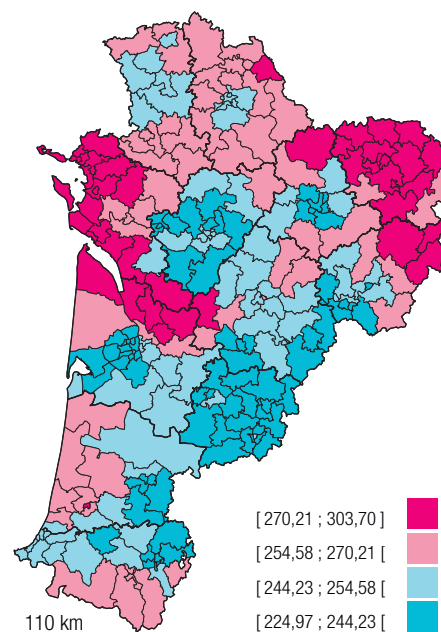 [ 270,21 ; 303,70 ]
[ 254,58 ; 270,21 [
[ 244,23 ; 254,58 [
[ 224,97 ; 244,23 [
110 km